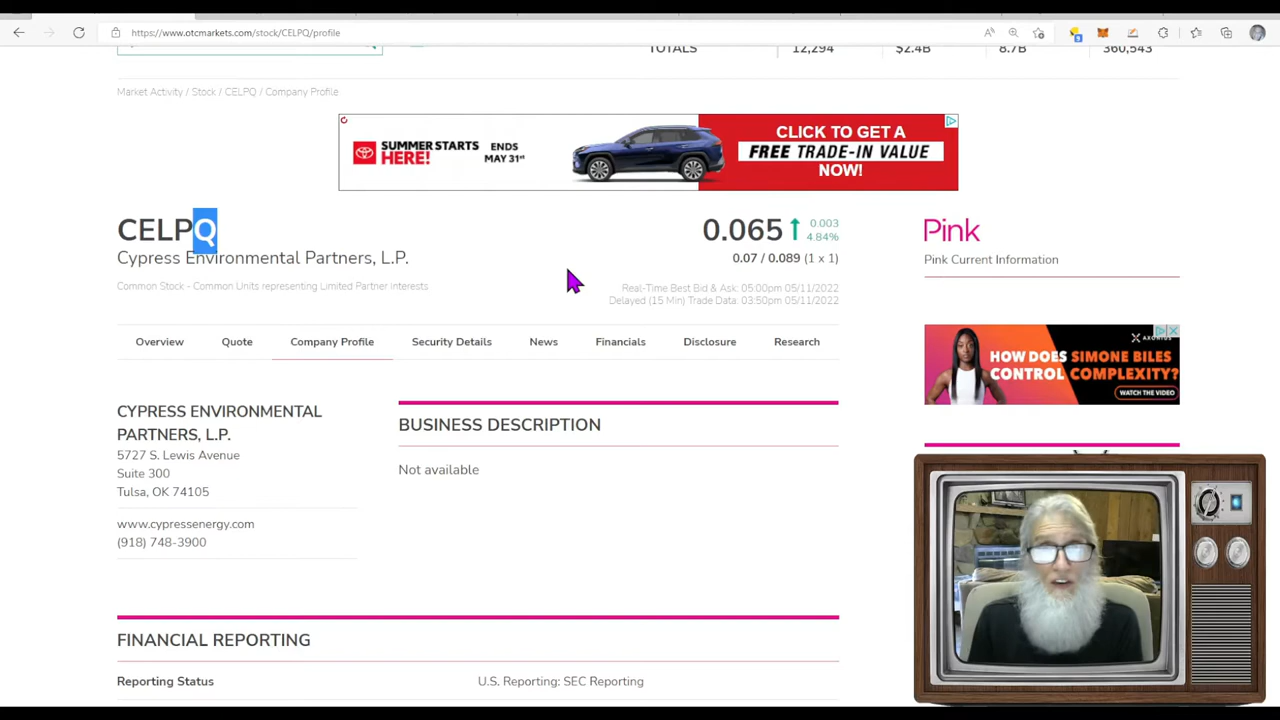 https://www.otcmarkets.com/stock/CELPQ/profile
TOTALS 12,294 $2.4B 8.7B 360,543
Market Activity / Stock / CELPQ / Company Profile
SUMMER STARTS HERE!
ENDS MAY 31st
CLICK TO GET A
FREE TRADE-IN VALUE
NOW!
CELPQ
Cypress Environmental Partners, L.P.
Common Stock - Common Units representing Limited Partner Interests
0.065
0.003
4.84%
0.07 / 0.089 (1 x 1)
Real-Time Best Bid & Ask: 05:00pm 05/11/2022
Delayed (15 Min) Trade Data: 03:50pm 05/11/2022
Pink
Pink Current Information
Overview Quote Company Profile Security Details News Financials Disclosure Research
HOW DOES SIMONE BILES
CONTROL COMPLEXITY?
WATCH THE VIDEO
CYPRESS ENVIRONMENTAL
PARTNERS, L.P.
5727 S. Lewis Avenue
Suite 300
Tulsa, OK 74105
www.cypressenergy.com
(918) 748-3900
BUSINESS DESCRIPTION
Not available
FINANCIAL REPORTING
Reporting Status U.S. Reporting: SEC Reporting